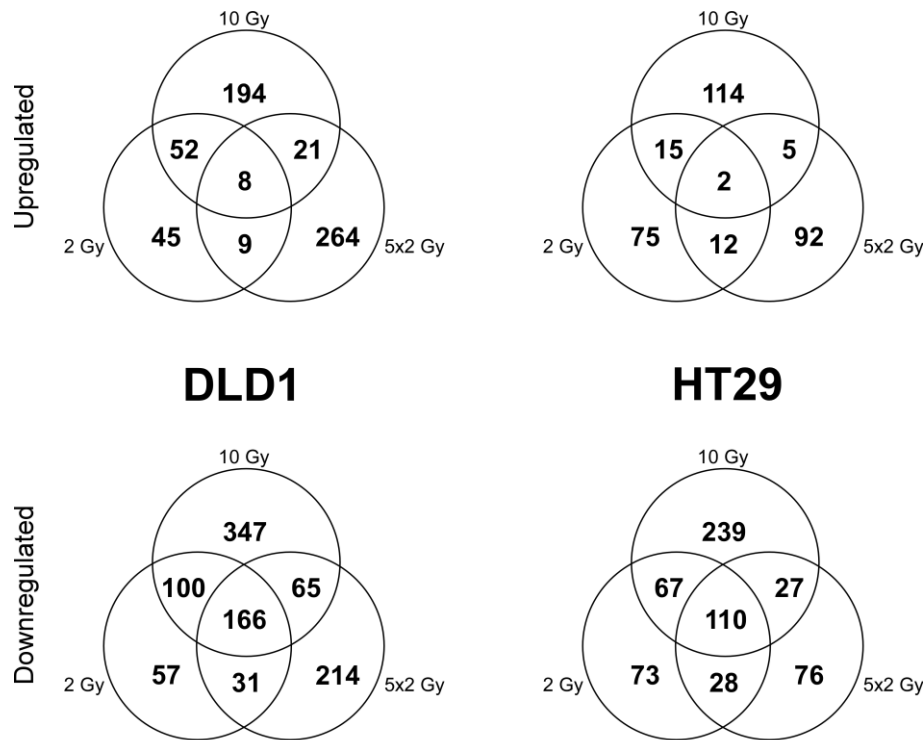 10 Gy
194
52
21
8
2 Gy
45
9
264
5x2 Gy
Upregulated
10 Gy
114
15
5
2
2 Gy
75
12
92
5x2 Gy
DLD1
HT29
10 Gy
347
100
65
166
2 Gy
57
31
214
5x2 Gy
Downregulated
10 Gy
239
67
27
110
2 Gy
73
28
76
5x2 Gy